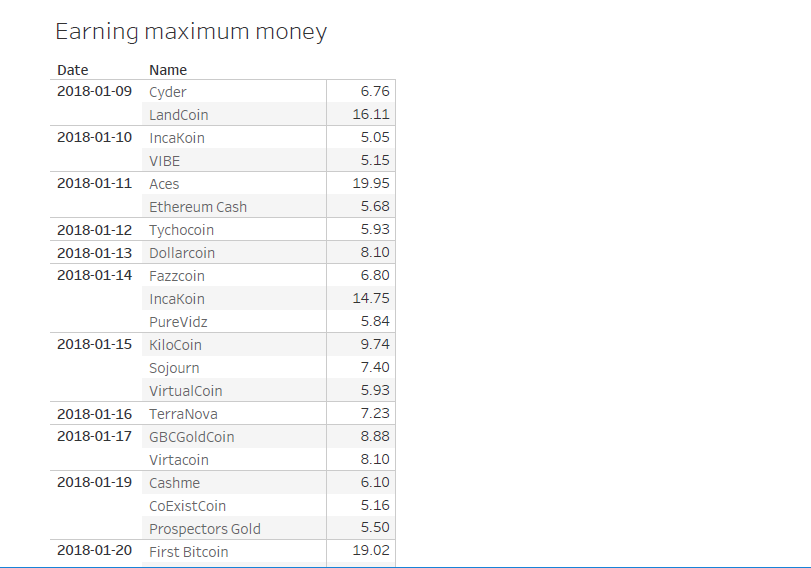 Earning maximum money
Date Name
2018-01-09 Cyder 6.76
LandCoin 16.11
2018-01-10 IncaKoin 5.05
VIBE 5.15
2018-01-11 Aces 19.95
Ethereum Cash 5.68
2018-01-12 Tychocoin 5.93
2018-01-13 Dollarcoin 8.10
2018-01-14 Fazzcoin 6.80
IncaKoin 14.75
PureVidz 5.84
2018-01-15 KiloCoin 9.74
Sojourn 7.40
VirtualCoin 5.93
2018-01-16 TerraNova 7.23
2018-01-17 GBCGoldCoin 8.88
Virtacoin 8.10
2018-01-19 Cashme 6.10
CoExistCoin 5.16
Prospectors Gold 5.50
2018-01-20 First Bitcoin 19.02